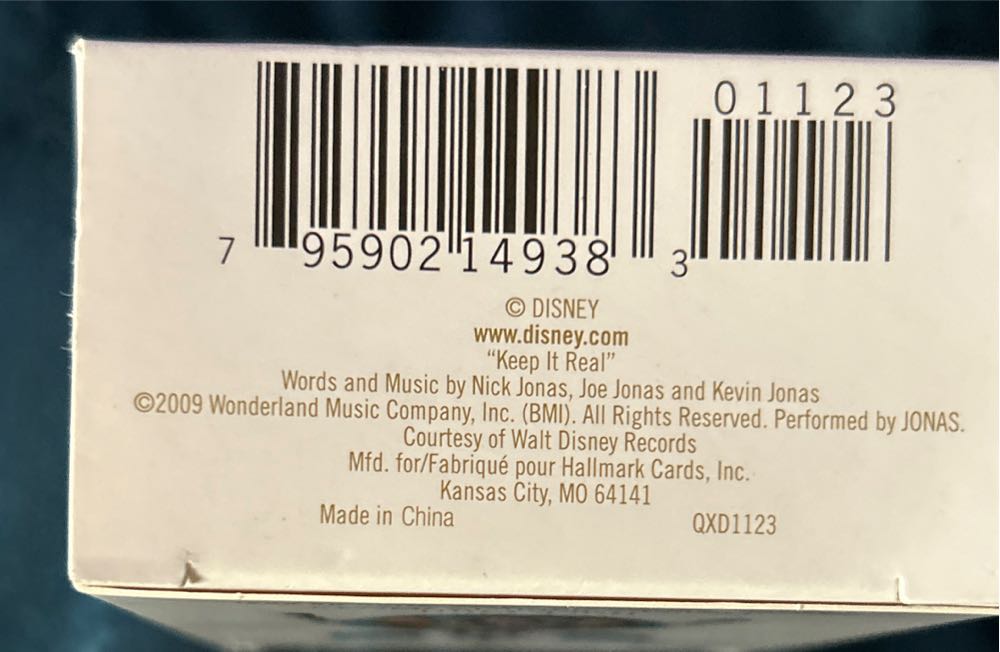 01123
7 95902 14938 3
© DISNEY
www.disney.com
“Keep It Real”
Words and Music by Nick Jonas, Joe Jonas and Kevin Jonas
©2009 Wonderland Music Company, Inc. (BMI). All Rights Reserved. Performed by JONAS.
Courtesy of Walt Disney Records
Mfd. for/Fabriqué pour Hallmark Cards, Inc.
Kansas City, MO 64141
Made in China QXD1123